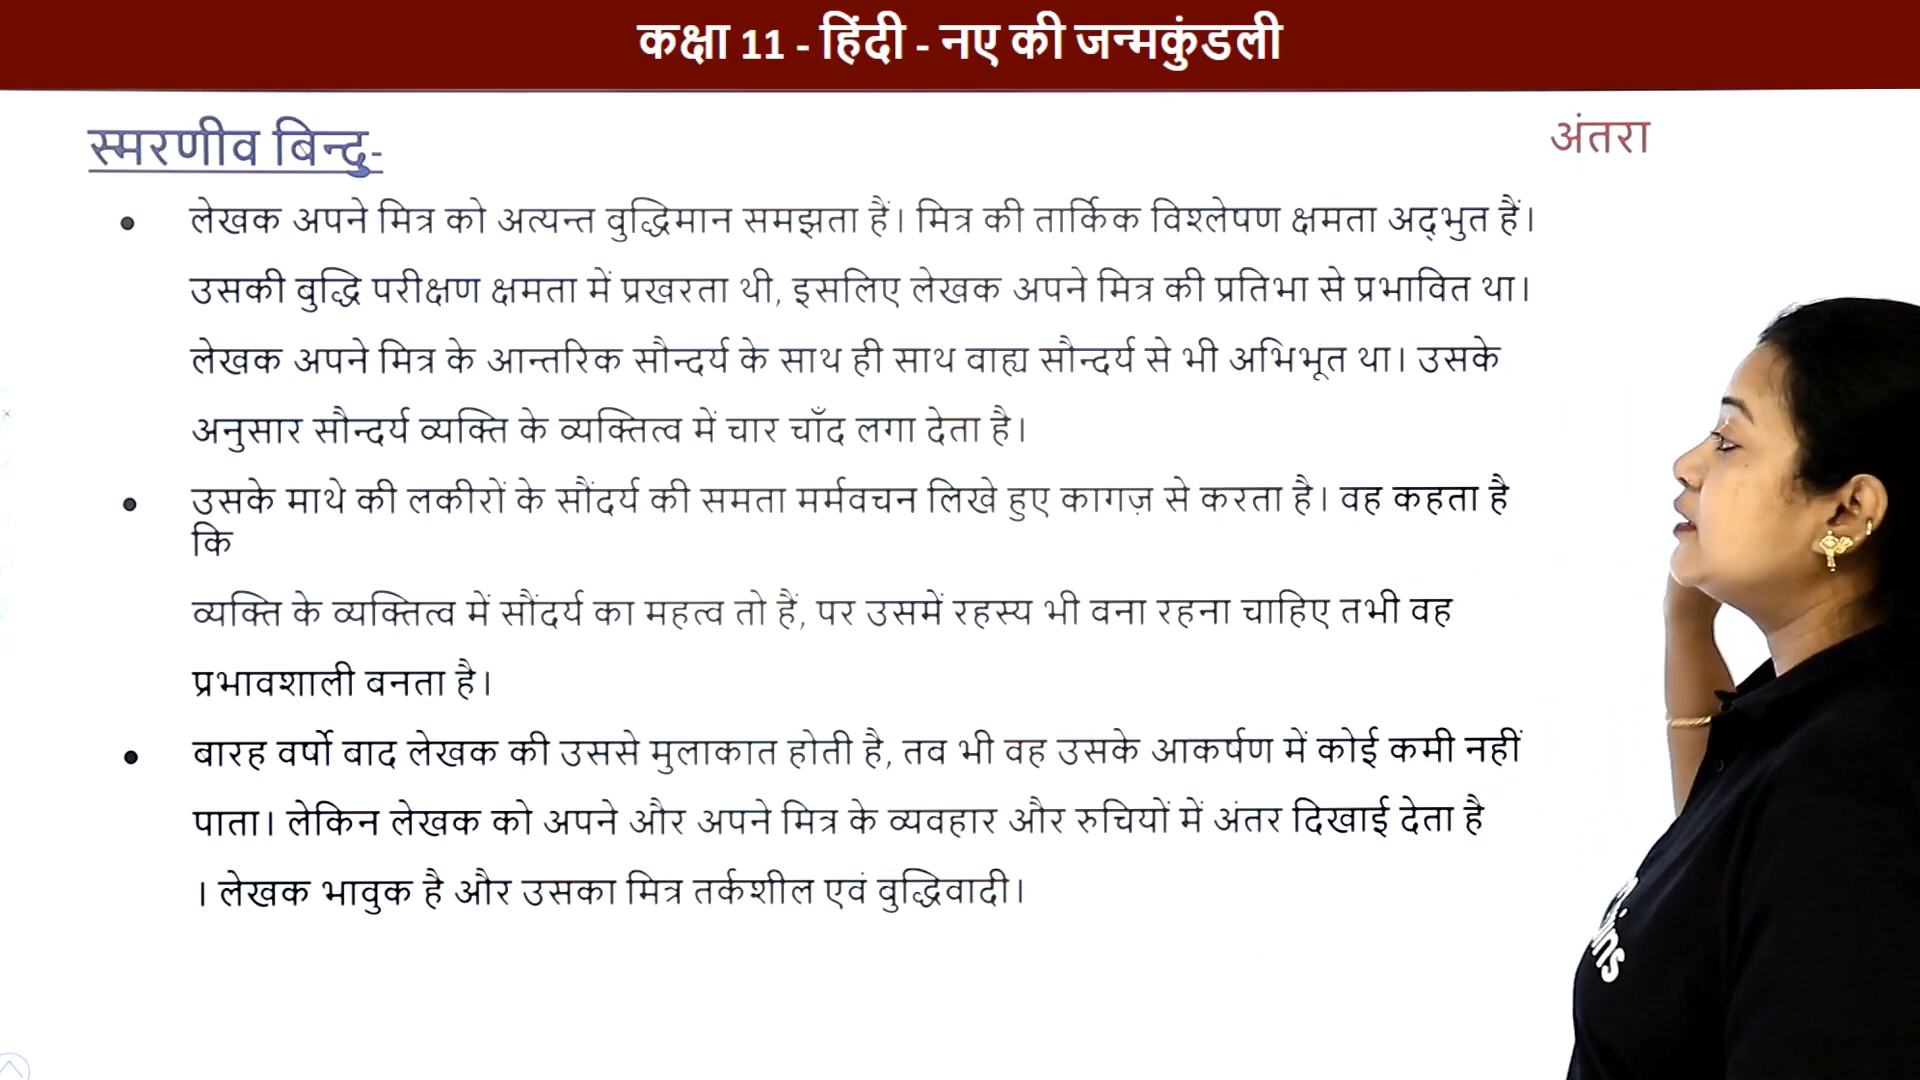 कक्षा 11 - हिंदी - नए की जन्मकुंडली
स्मरणीव बिन्दु-
अंतरा
लेखक अपने मित्र को अत्यन्त बुद्धिमान समझता हैं। मित्र की तार्किक विश्लेषण क्षमता अद्भुत हैं।
उसकी बुद्धि परीक्षण क्षमता में प्रखरता थी, इसलिए लेखक अपने मित्र की प्रतिभा से प्रभावित था।
लेखक अपने मित्र के आन्तरिक सौन्दर्य के साथ ही साथ वाह्य सौन्दर्य से भी अभिभूत था। उसके
अनुसार सौन्दर्य व्यक्ति के व्यक्तित्व में चार चाँद लगा देता है।
उसके माथे की लकीरों के सौंदर्य की समता मर्मवचन लिखे हुए कागज़ से करता है। वह कहता है
कि
व्यक्ति के व्यक्तित्व में सौंदर्य का महत्व तो हैं, पर उसमें रहस्य भी वना रहना चाहिए तभी वह
प्रभावशाली बनता है।
बारह वर्षो बाद लेखक की उससे मुलाकात होती है, तव भी वह उसके आकर्षण में कोई कमी नहीं
पाता। लेकिन लेखक को अपने और अपने मित्र के व्यवहार और रुचियों में अंतर दिखाई देता है
। लेखक भावुक है और उसका मित्र तर्कशील एवं बुद्धिवादी।
ins